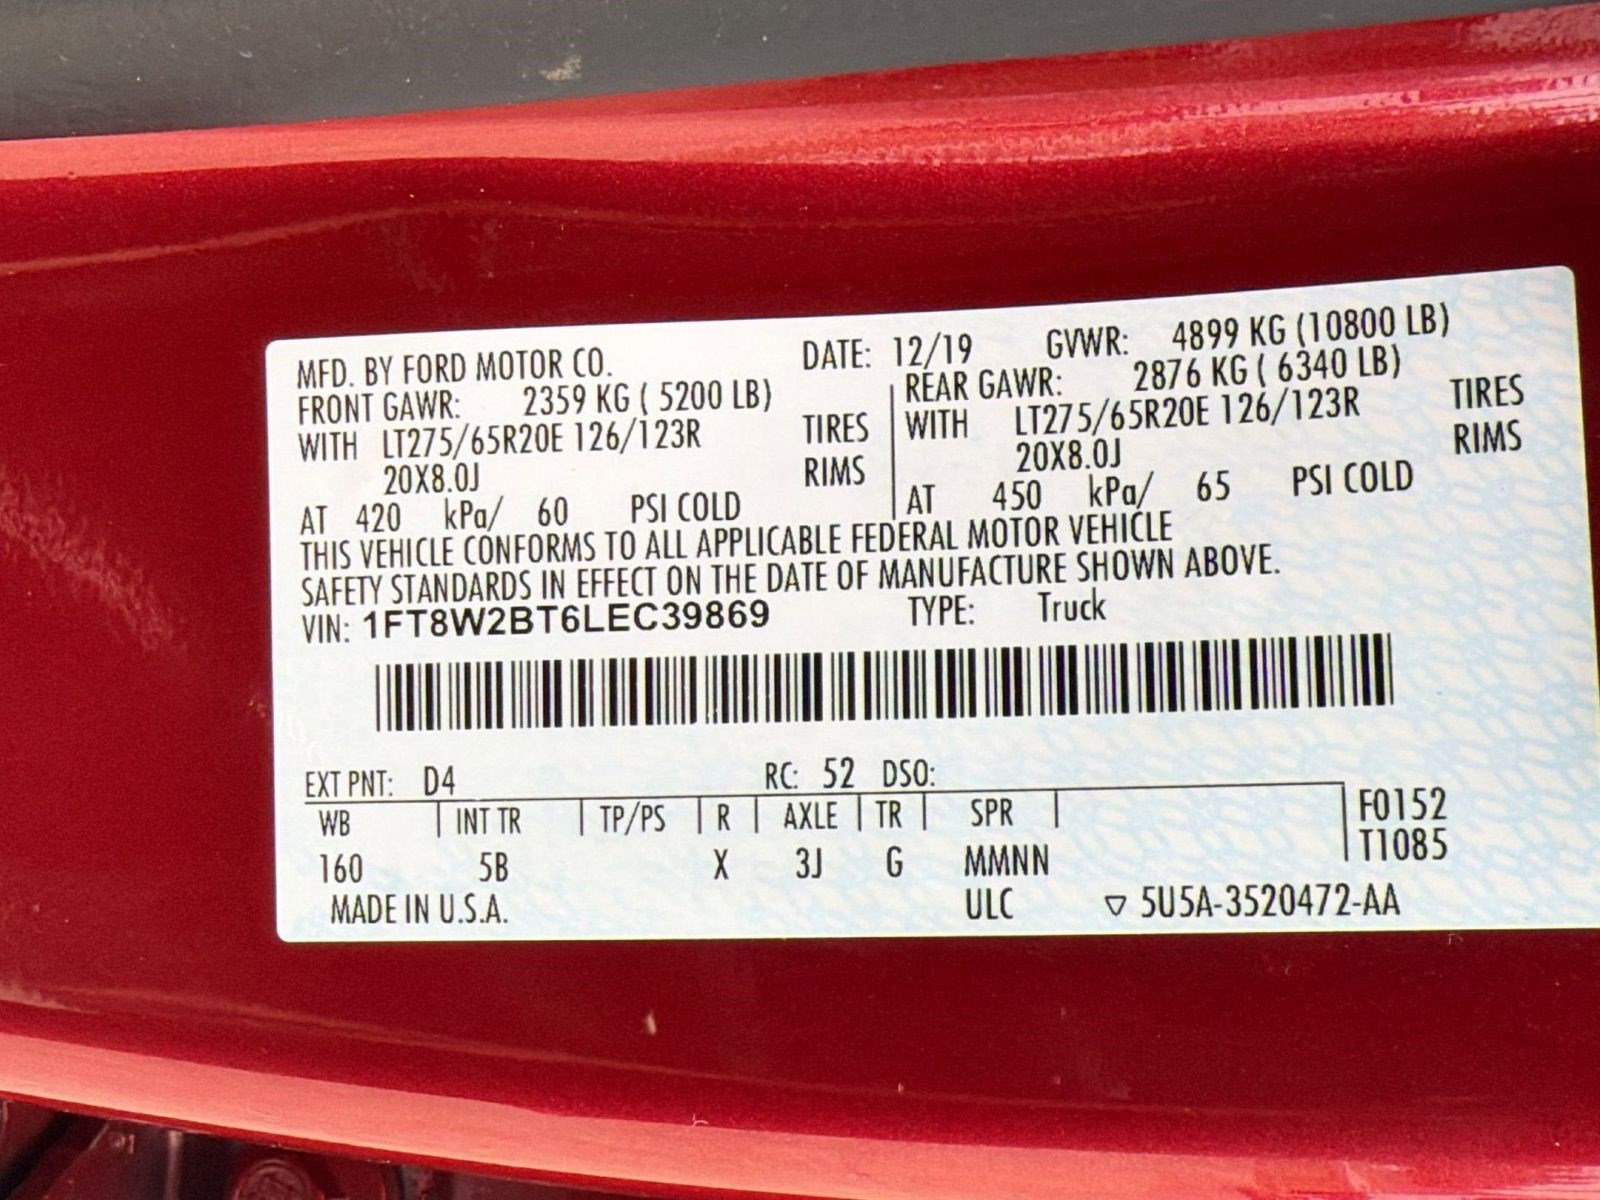 MFD. BY FORD MOTOR CO. DATE: 12/19 GVWR: 4899 KG (10800 LB)
FRONT GAWR: 2359 KG ( 5200 LB) REAR GAWR: 2876 KG ( 6340 LB)
WITH LT275/65R20E 126/123R TIRES WITH LT275/65R20E 126/123R TIRES
20X8.0J RIMS 20X8.0J RIMS
AT 420 kPa/ 60 PSI COLD AT 450 kPa/ 65 PSI COLD
THIS VEHICLE CONFORMS TO ALL APPLICABLE FEDERAL MOTOR VEHICLE
SAFETY STANDARDS IN EFFECT ON THE DATE OF MANUFACTURE SHOWN ABOVE.
VIN: 1FT8W2BT6LEC39869 TYPE: Truck
EXT PNT: D4 RC: 52 DSO:
WB INT TR TP/PS R AXLE TR SPR F0152
160 5B X 3J G MMNN T1085
MADE IN U.S.A. ULC ▽ 5U5A-3520472-AA